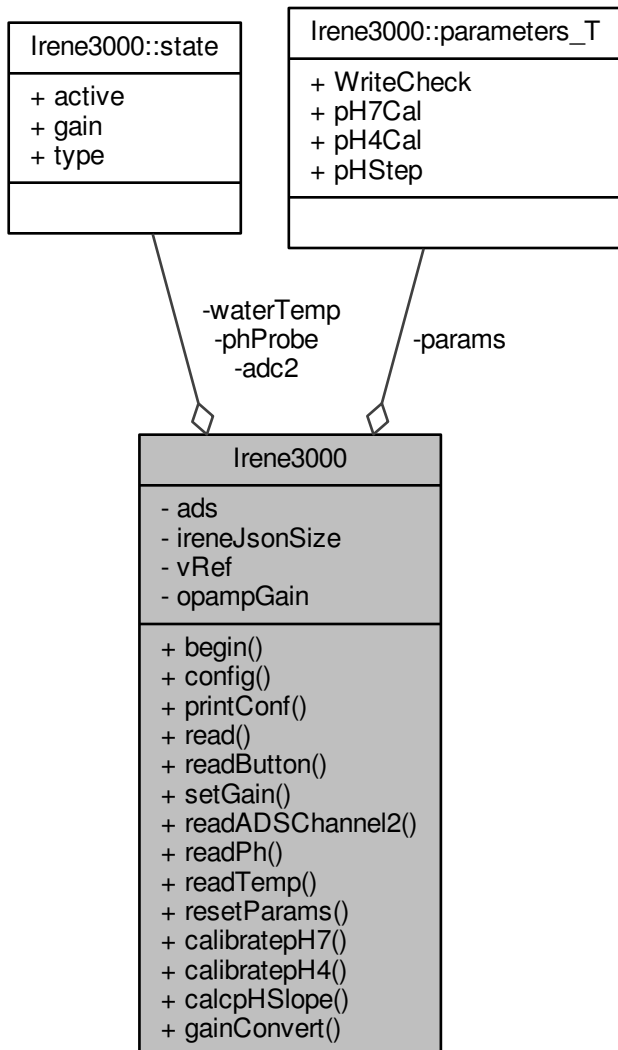 Irene3000::state
+ active
+ gain
+ type
Irene3000::parameters_T
+ WriteCheck
+ pH7Cal
+ pH4Cal
+ pHStep
-waterTemp
-phProbe
-adc2
-params
Irene3000
- ads
- ireneJsonSize
- vRef
- opampGain
+ begin()
+ config()
+ printConf()
+ read()
+ readButton()
+ setGain()
+ readADSChannel2()
+ readPh()
+ readTemp()
+ resetParams()
+ calibratepH7()
+ calibratepH4()
+ calcpHSlope()
+ gainConvert()